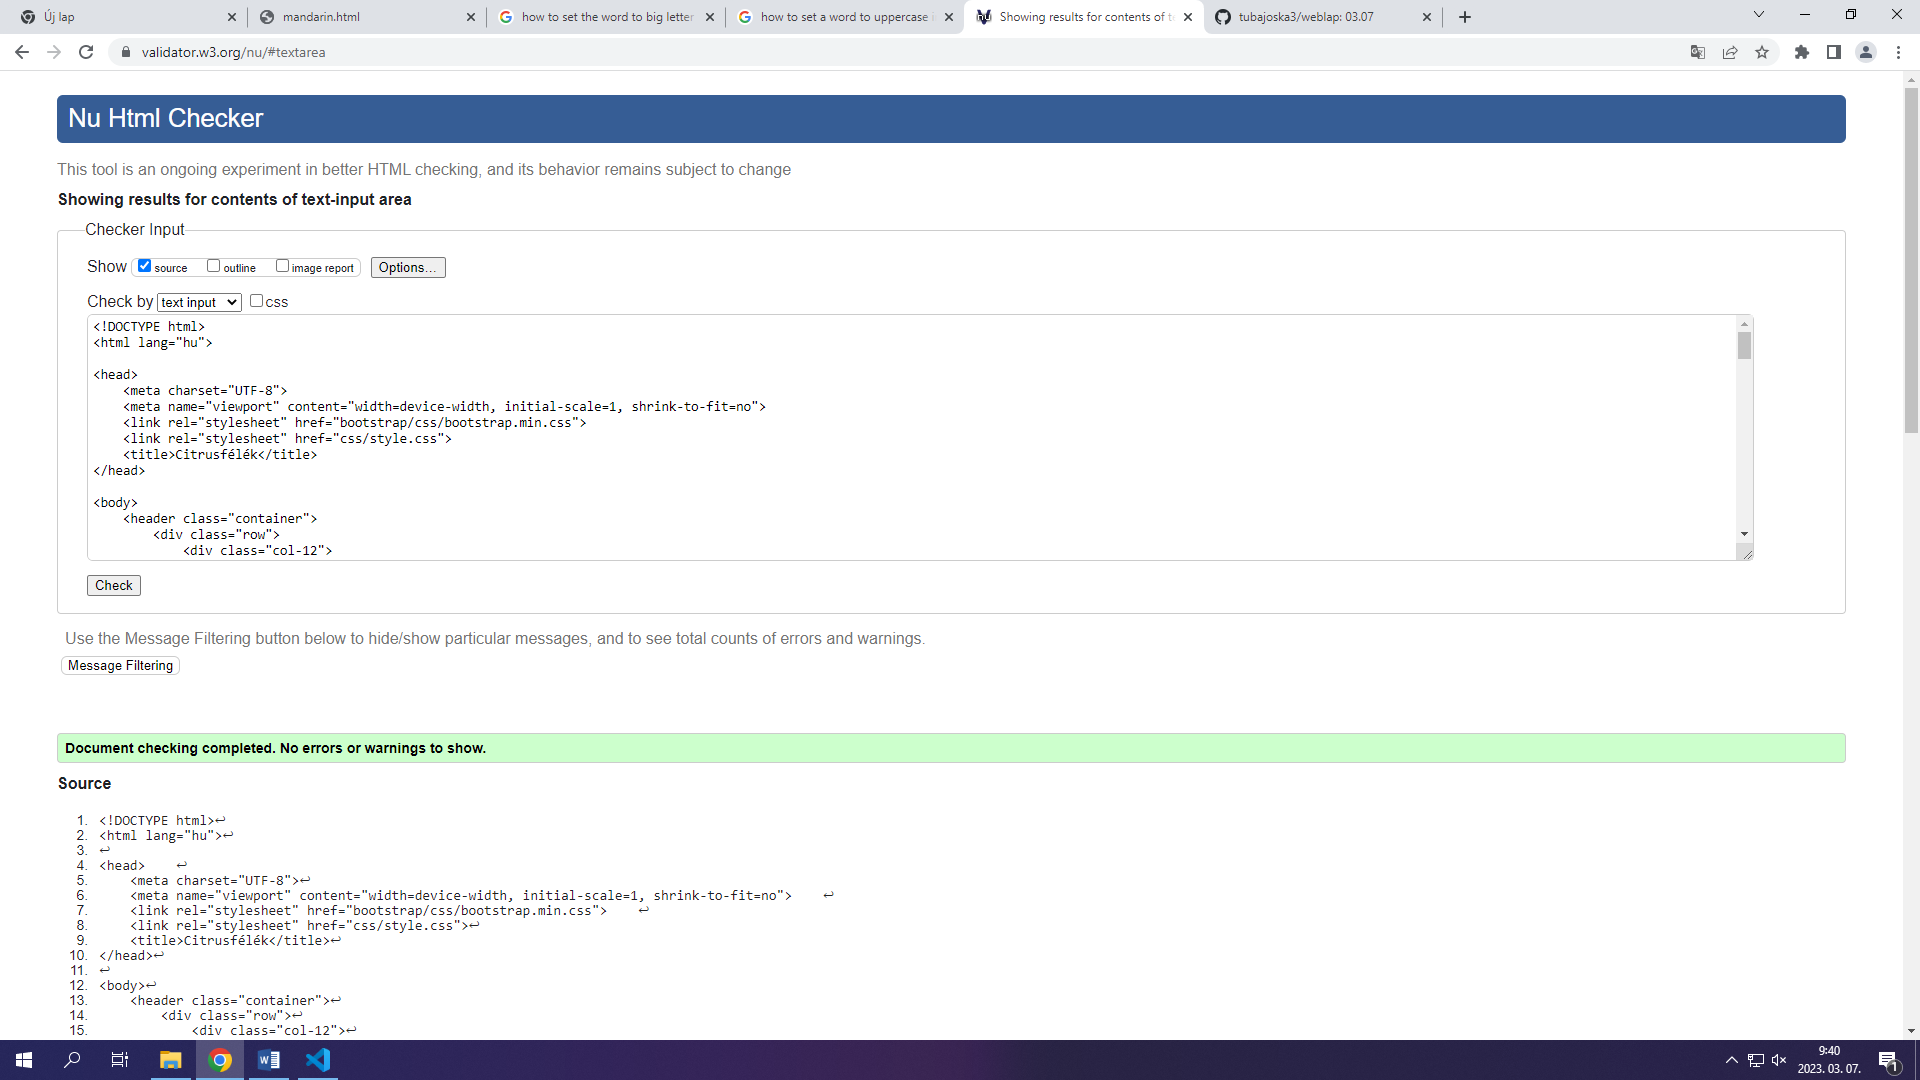 Új lap
mandarin.html
how to set the word to big letter
how to set a word to uppercase i
Showing results for contents of t
tubajoska3/weblap: 03.07
validator.w3.org/nu/#textarea
Nu Html Checker
This tool is an ongoing experiment in better HTML checking, and its behavior remains subject to change
Showing results for contents of text-input area
Checker Input
Show source outline image report Options...
Check by text input css
<!DOCTYPE html>
<html lang="hu">
<head>
<meta charset="UTF-8">
<meta name="viewport" content="width=device-width, initial-scale=1, shrink-to-fit=no">
<link rel="stylesheet" href="bootstrap/css/bootstrap.min.css">
<link rel="stylesheet" href="css/style.css">
<title>Citrusfélék</title>
</head>
<body>
<header class="container">
<div class="row">
<div class="col-12">
Check
Use the Message Filtering button below to hide/show particular messages, and to see total counts of errors and warnings.
Message Filtering
Document checking completed. No errors or warnings to show.
Source
1. <!DOCTYPE html>↩
2. <html lang="hu">↩
3. ↩
4. <head> ↩
5. <meta charset="UTF-8">↩
6. <meta name="viewport" content="width=device-width, initial-scale=1, shrink-to-fit=no"> ↩
7. <link rel="stylesheet" href="bootstrap/css/bootstrap.min.css"> ↩
8. <link rel="stylesheet" href="css/style.css">↩
9. <title>Citrusfélék</title>↩
10. </head>↩
11. ↩
12. <body>↩
13. <header class="container">↩
14. <div class="row">↩
15. <div class="col-12">↩
9:40
2023. 03. 07.
1